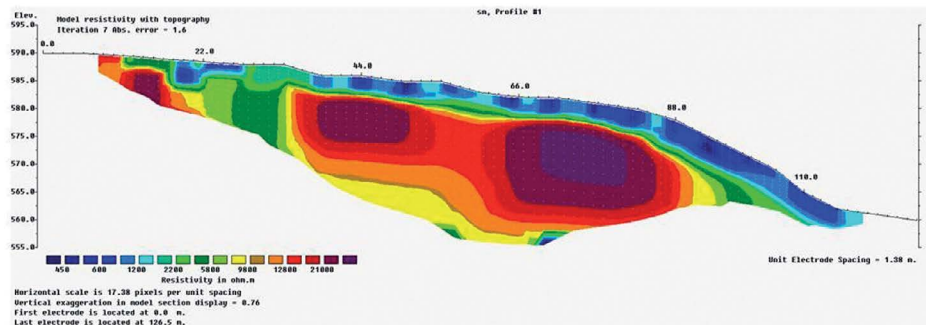 sm, Profile #1
Elev. Model resistivity with topography
595.0 Iteration 7 Abs. error = 1.6
0.0
590.0 22.0
44.0
585.0
66.0
580.0
88.0
575.0
570.0
110.0
565.0
560.0
555.0
450 600 1200 2200 5800 9800 12800 21000
Resistivity in ohm.m
Unit Electrode Spacing = 1.38 m.
Horizontal scale is 17.38 pixels per unit spacing
Vertical exaggeration in model section display = 0.76
First electrode is located at 0.0 m.
Last electrode is located at 126.5 m.